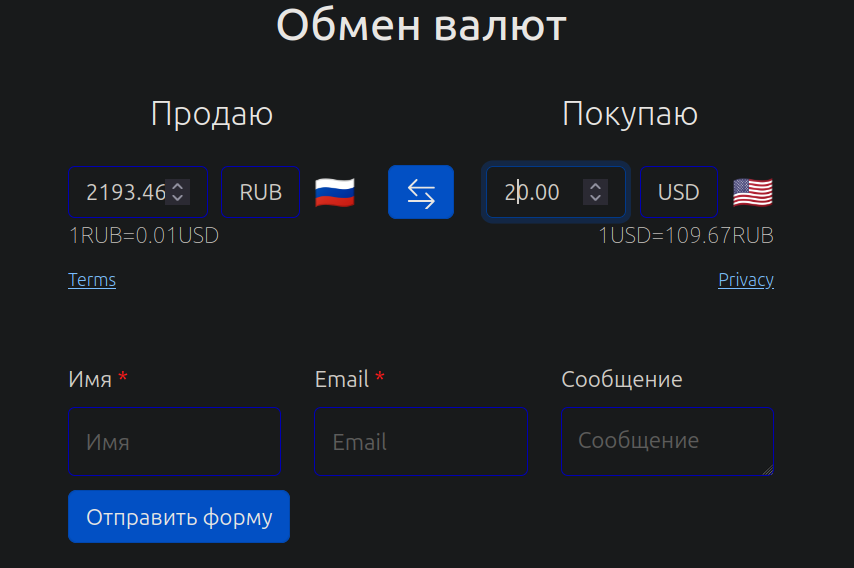 Обмен валют
Продаю
Покупаю
2193.46
RUB
20.00
USD
1RUB=0.01USD
1USD=109.67RUB
Terms
Privacy
Имя *
Email *
Сообщение
Имя
Email
Сообщение
Отправить форму